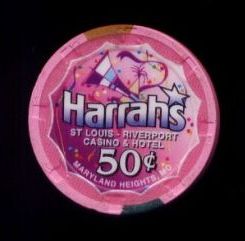 Harrah's
ST LOUIS - RIVERPORT
CASINO & HOTEL
50¢
MARYLAND HEIGHTS, MO